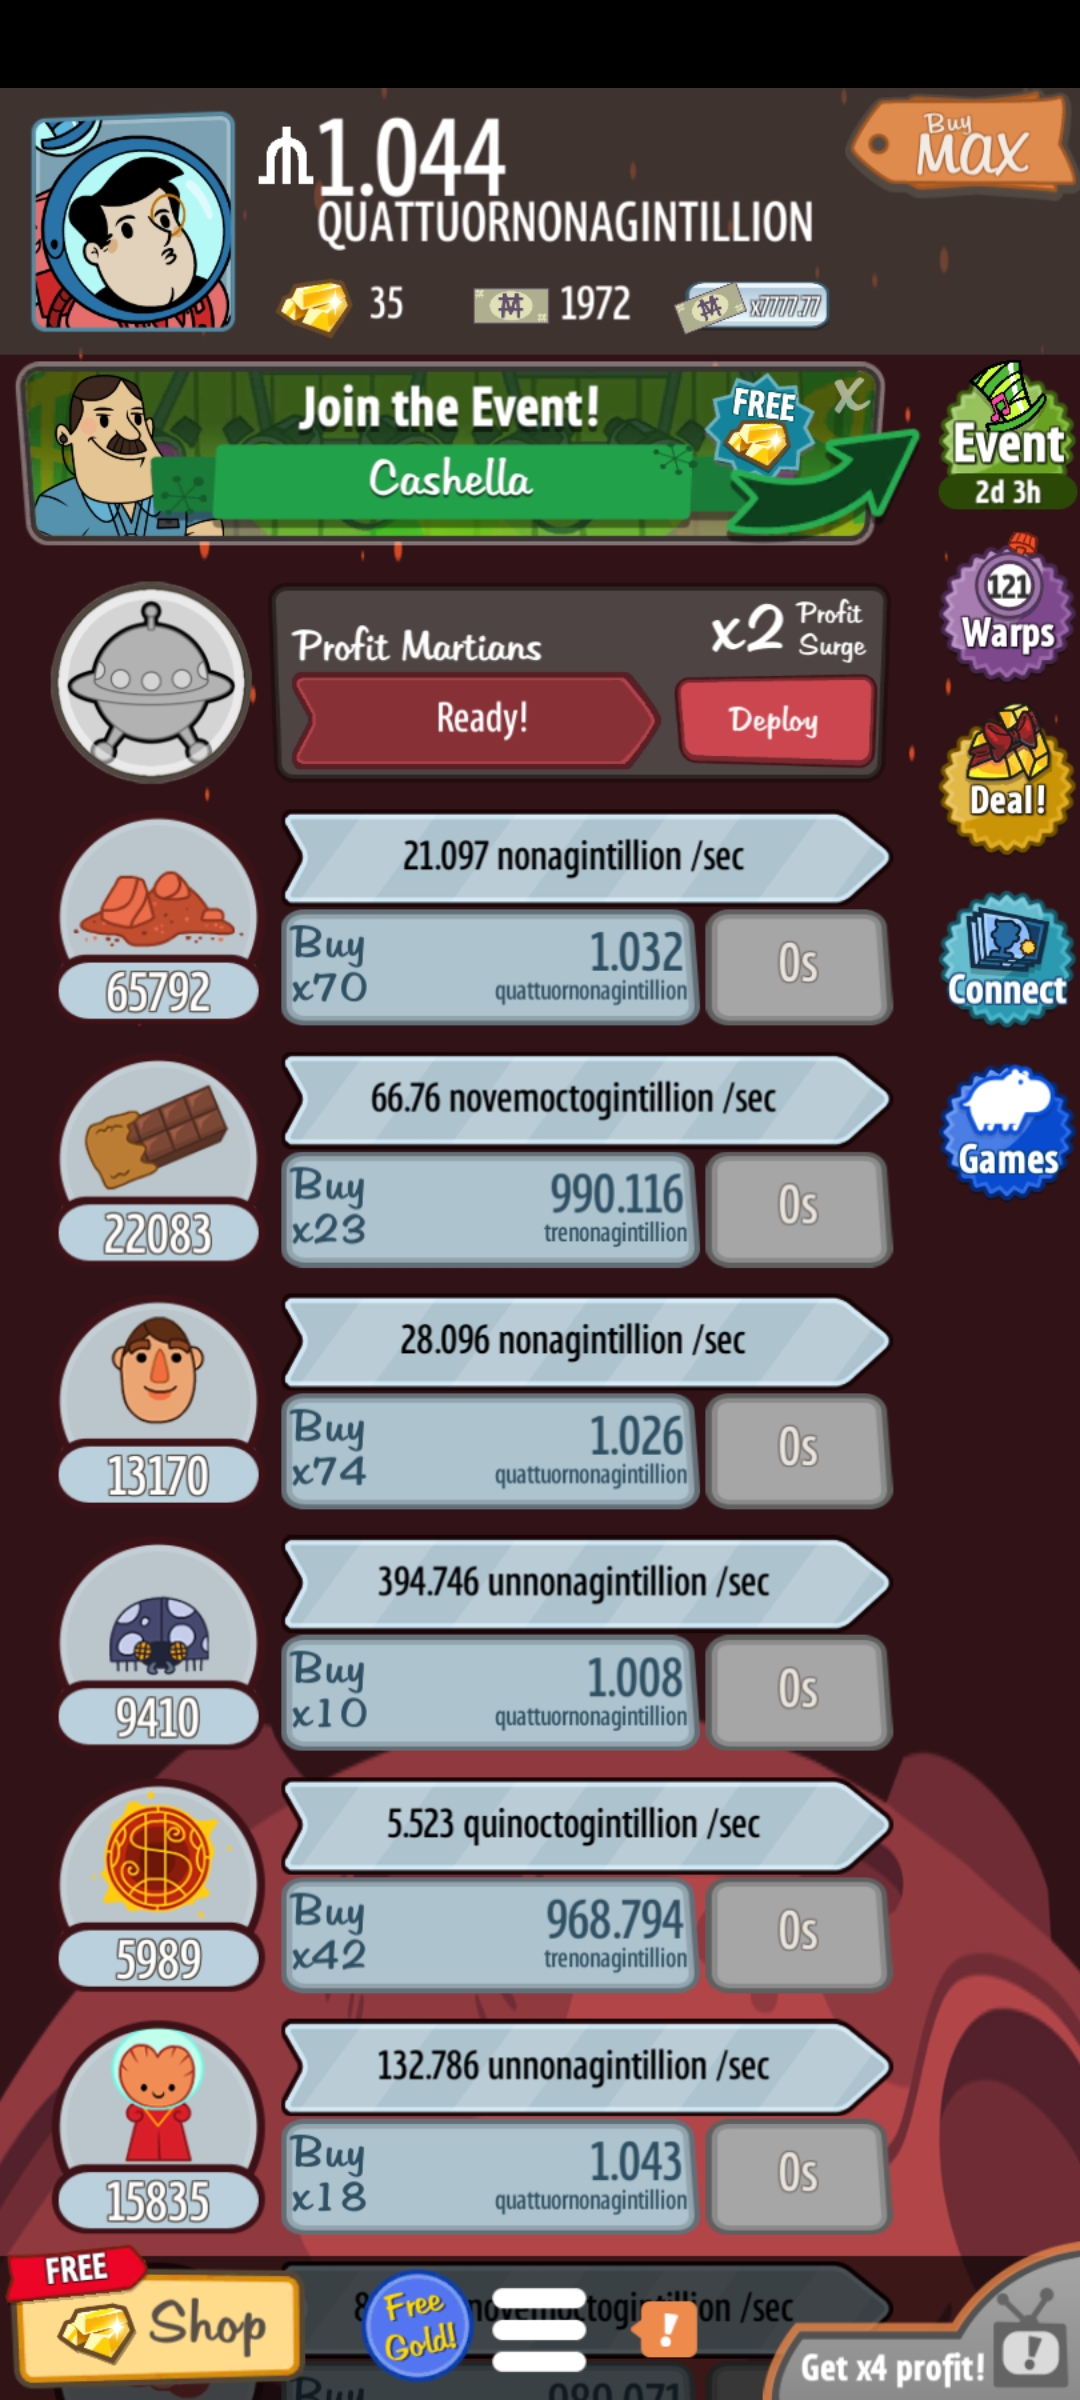 1.044
QUATTUORNONAGINTILLION
Buy
MAX
35
1972
x7777.77
Join the Event!
Cashella
FREE
X
Event
2d 3h
Profit Martians
x2 Profit Surge
Ready!
Deploy
121
Warps
Deal!
21.097 nonagintillion /sec
65792
Buy
x70
1.032
quattuornonagintillion
0s
Connect
66.76 novemoctogintillion /sec
22083
Buy
x23
990.116
trenonagintillion
0s
Games
28.096 nonagintillion /sec
13170
Buy
x74
1.026
quattuornonagintillion
0s
394.746 unnonagintillion /sec
9410
Buy
x10
1.008
quattuornonagintillion
0s
5.523 quinoctogintillion /sec
5989
Buy
x42
968.794
trenonagintillion
0s
132.786 unnonagintillion /sec
15835
Buy
x18
1.043
quattuornonagintillion
0s
FREE
Shop
Free
Gold!
/sec
!
Get x4 profit!
!
Buy